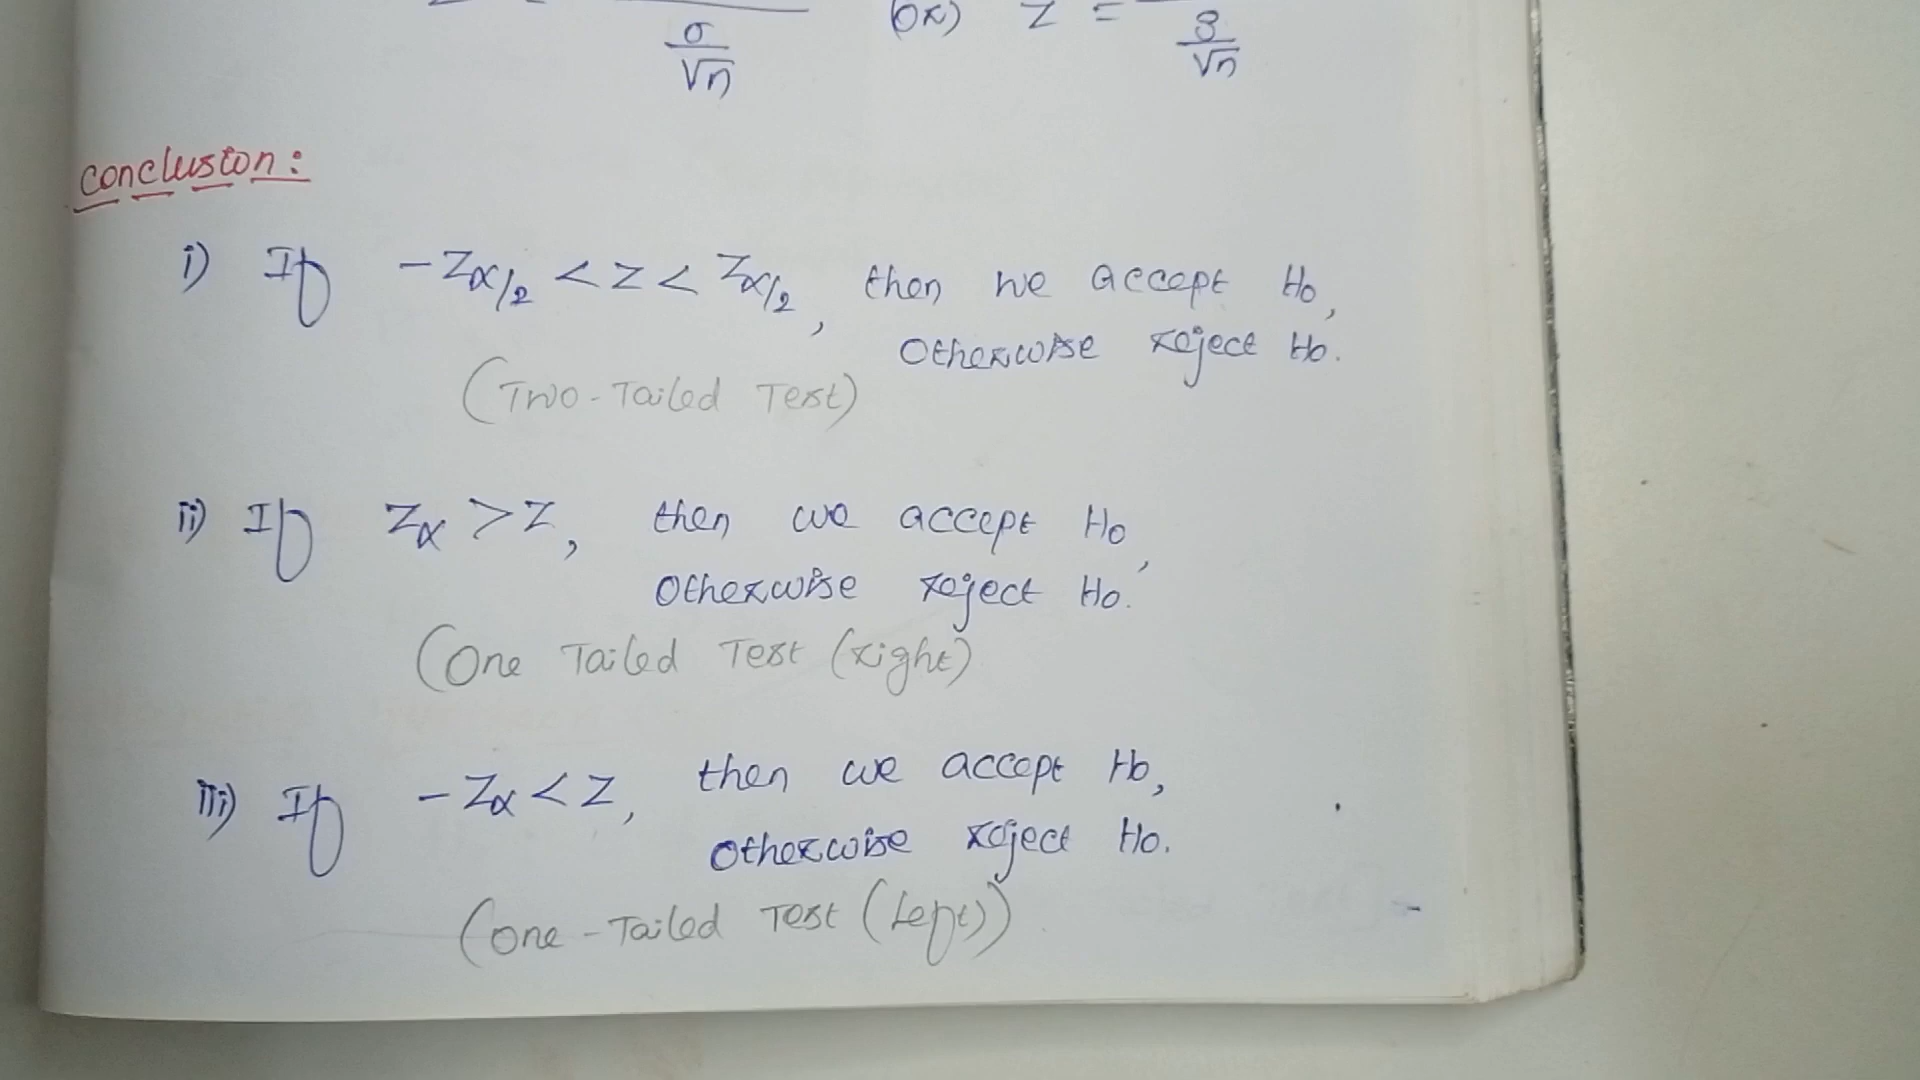 σ/√n (or) z = s/√n
Conclusion:
i) If -Zα/2 < Z < Zα/2, then we accept H0,
Otherwise reject H0.
(Two-Tailed Test)
ii) If Zα > Z, then we accept H0,
Otherwise reject H0.
(One Tailed Test (right)
iii) If -Zα < Z, then we accept H0,
Otherwise reject H0.
(One-Tailed Test (Left))